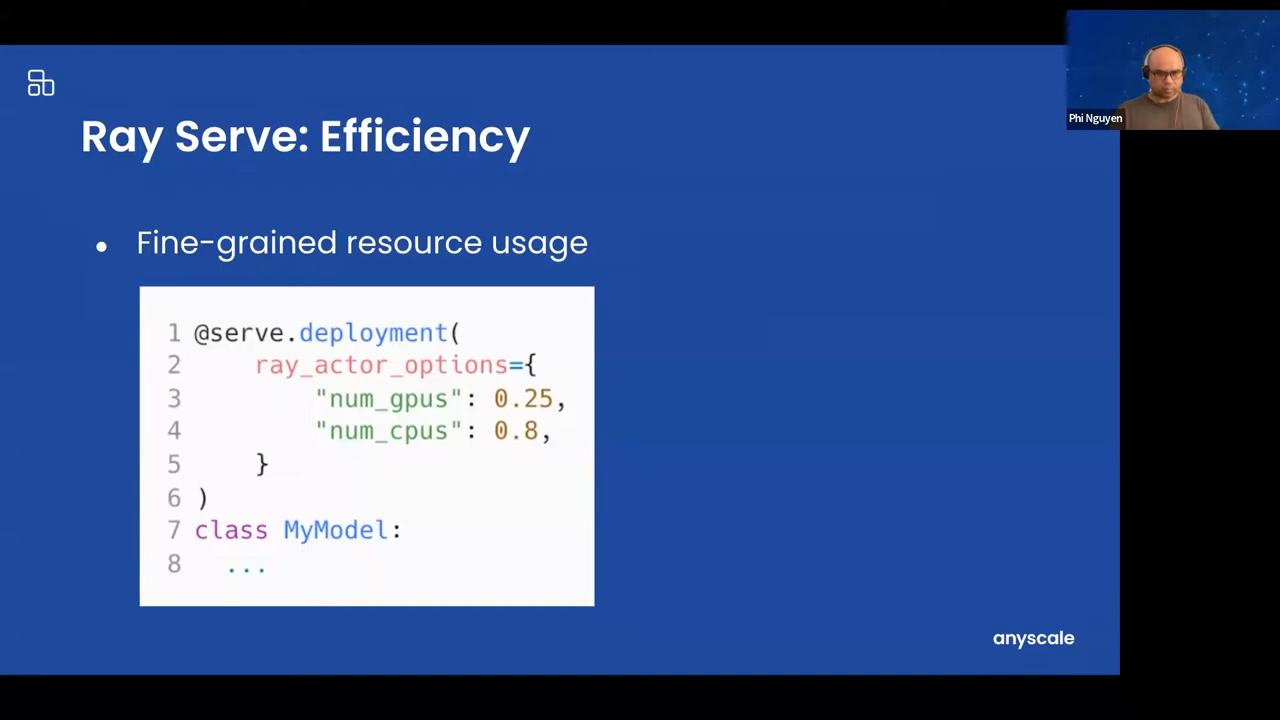 Ray Serve: Efficiency
Phi Nguyen
● Fine-grained resource usage
1 @serve.deployment(
2     ray_actor_options={
3         "num_gpus": 0.25,
4         "num_cpus": 0.8,
5     }
6 )
7 class MyModel:
8   ...
anyscale